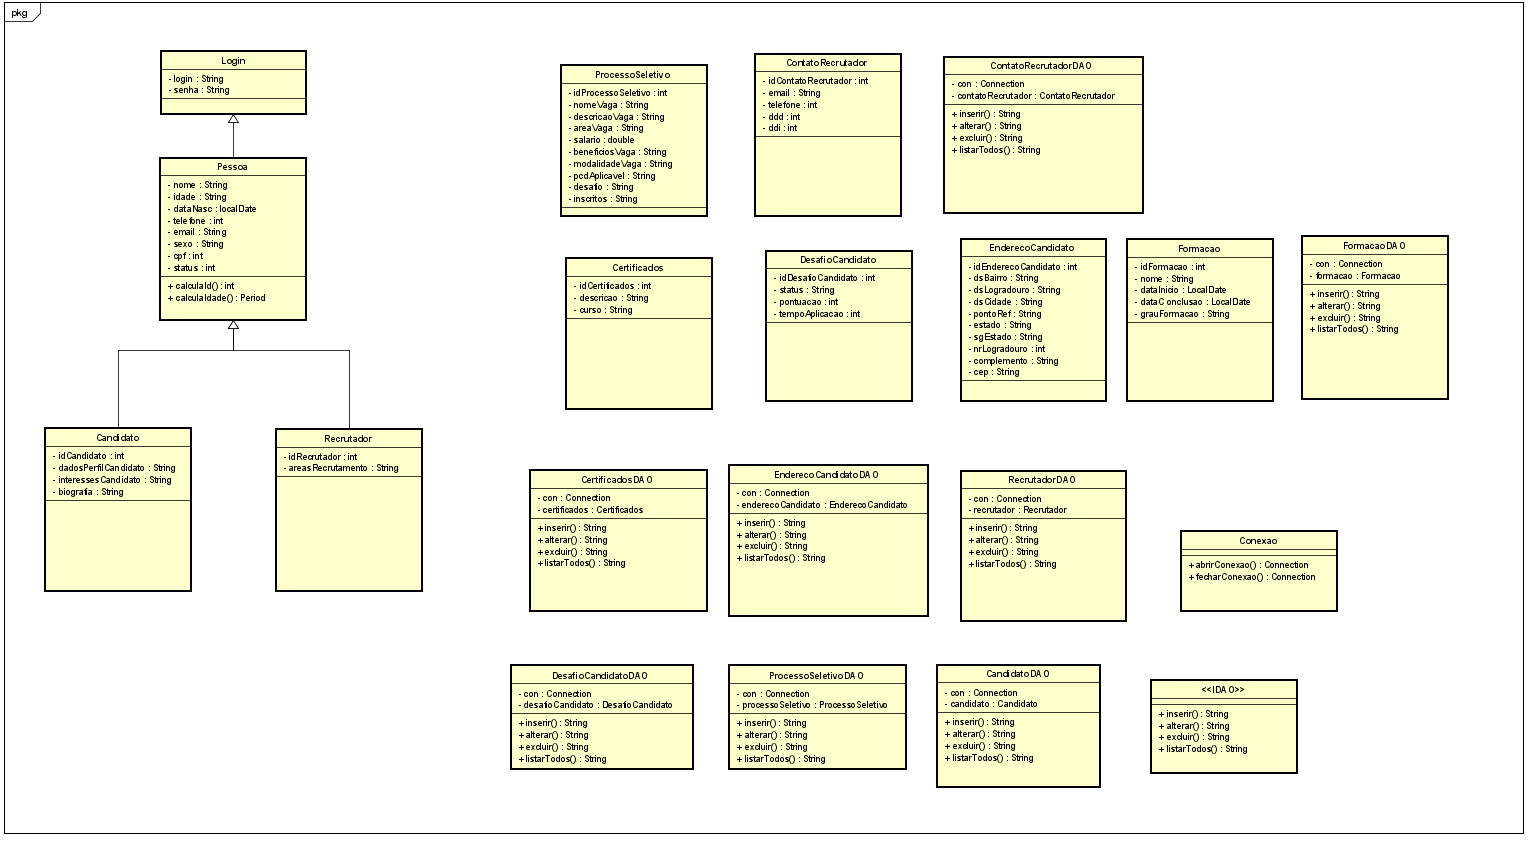 pkg
Login
- login : String
- senha : String
Pessoa
- nome : String
- idade : String
- dataNasc : localDate
- telefone : int
- email : String
- sexo : String
- cpf : int
- status : int
+ calculaId() : int
+ calculaIdade() : Period
Candidato
- idCandidato : int
- dadosPerfilCandidato : String
- interessesCandidato : String
- biografia : String
Recrutador
- idRecrutador : int
- areasRecrutamento : String
ProcessoSeletivo
- idProcessoSeletivo : int
- nomeVaga : String
- descricaoVaga : String
- areaVaga : String
- salario : double
- beneficiosVaga : String
- modalidadeVaga : String
- pcdAplicavel : String
- desafio : String
- inscritos : String
ContatoRecrutador
- idContatoRecrutador : int
- email : String
- telefone : int
- ddd : int
- ddi : int
ContatoRecrutadorDAO
- con : Connection
- contatoRecrutador : ContatoRecrutador
+ inserir() : String
+ alterar() : String
+ excluir() : String
+ listarTodos() : String
Certificados
- idCertificados : int
- descricao : String
- curso : String
DesafioCandidato
- idDesafioCandidato : int
- status : String
- pontuacao : int
- tempoAplicacao : int
EnderecoCandidato
- idEnderecoCandidato : int
- dsBairro : String
- dsLogradouro : String
- dsCidade : String
- pontoRef : String
- estado : String
- sgEstado : String
- nrLogradouro : int
- complemento : String
- cep : String
Formacao
- idFormacao : int
- nome : String
- dataInicio : LocalDate
- dataConclusao : LocalDate
- grauFormacao : String
FormacaoDAO
- con : Connection
- formacao : Formacao
+ inserir() : String
+ alterar() : String
+ excluir() : String
+ listarTodos() : String
CertificadosDAO
- con : Connection
- certificados : Certificados
+ inserir() : String
+ alterar() : String
+ excluir() : String
+ listarTodos() : String
EnderecoCandidatoDAO
- con : Connection
- enderecoCandidato : EnderecoCandidato
+ inserir() : String
+ alterar() : String
+ excluir() : String
+ listarTodos() : String
RecrutadorDAO
- con : Connection
- recrutador : Recrutador
+ inserir() : String
+ alterar() : String
+ excluir() : String
+ listarTodos() : String
Conexao
+ abrirConexao() : Connection
+ fecharConexao() : Connection
DesafioCandidatoDAO
- con : Connection
- desafioCandidato : DesafioCandidato
+ inserir() : String
+ alterar() : String
+ excluir() : String
+ listarTodos() : String
ProcessoSeletivoDAO
- con : Connection
- processoSeletivo : ProcessoSeletivo
+ inserir() : String
+ alterar() : String
+ excluir() : String
+ listarTodos() : String
CandidatoDAO
- con : Connection
- candidato : Candidato
+ inserir() : String
+ alterar() : String
+ excluir() : String
+ listarTodos() : String
<<IDAO>>
+ inserir() : String
+ alterar() : String
+ excluir() : String
+ listarTodos() : String